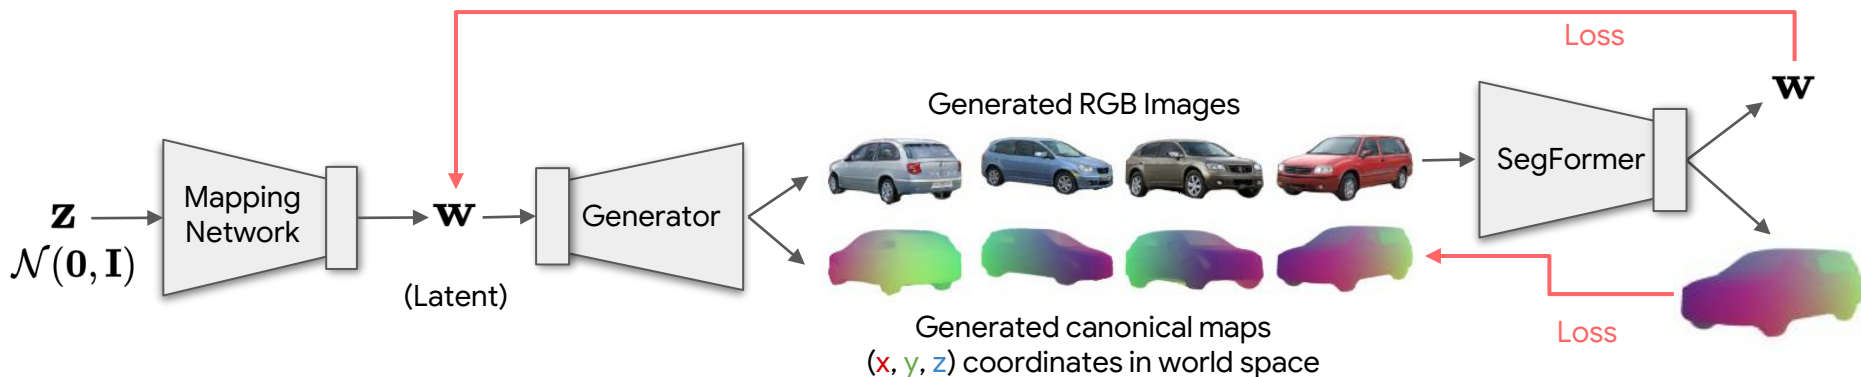 z
𝒩(0, I)
Mapping
Network
w
(Latent)
Generator
Generated RGB Images
Generated canonical maps
(x, y, z) coordinates in world space
SegFormer
w
Loss
Loss